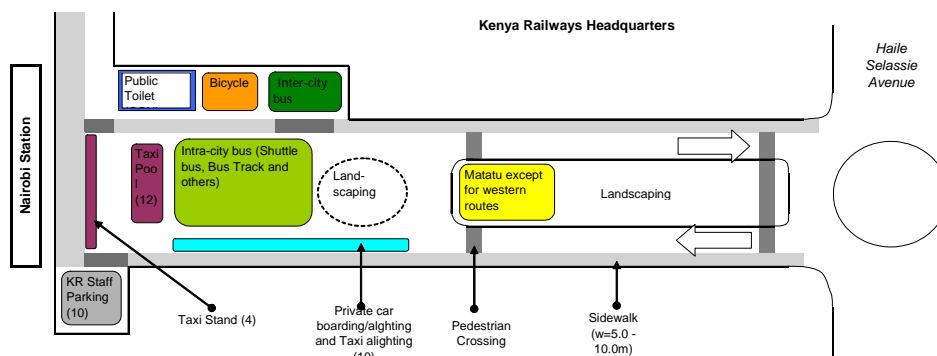 Kenya Railways Headquarters
Haile
Selassie
Avenue
Public
Toilet
Bicycle
Inter-city
bus
Nairobi Station
Taxi
Poo
l
(12)
Intra-city bus (Shuttle
bus, Bus Track and
others)
Land-
scaping
Matatu except
for western
routes
Landscaping
KR Staff
Parking
(10)
Taxi Stand (4)
Private car
boarding/alghting
and Taxi alighting
(10)
Pedestrian
Crossing
Sidewalk
(w=5.0 -
10.0m)